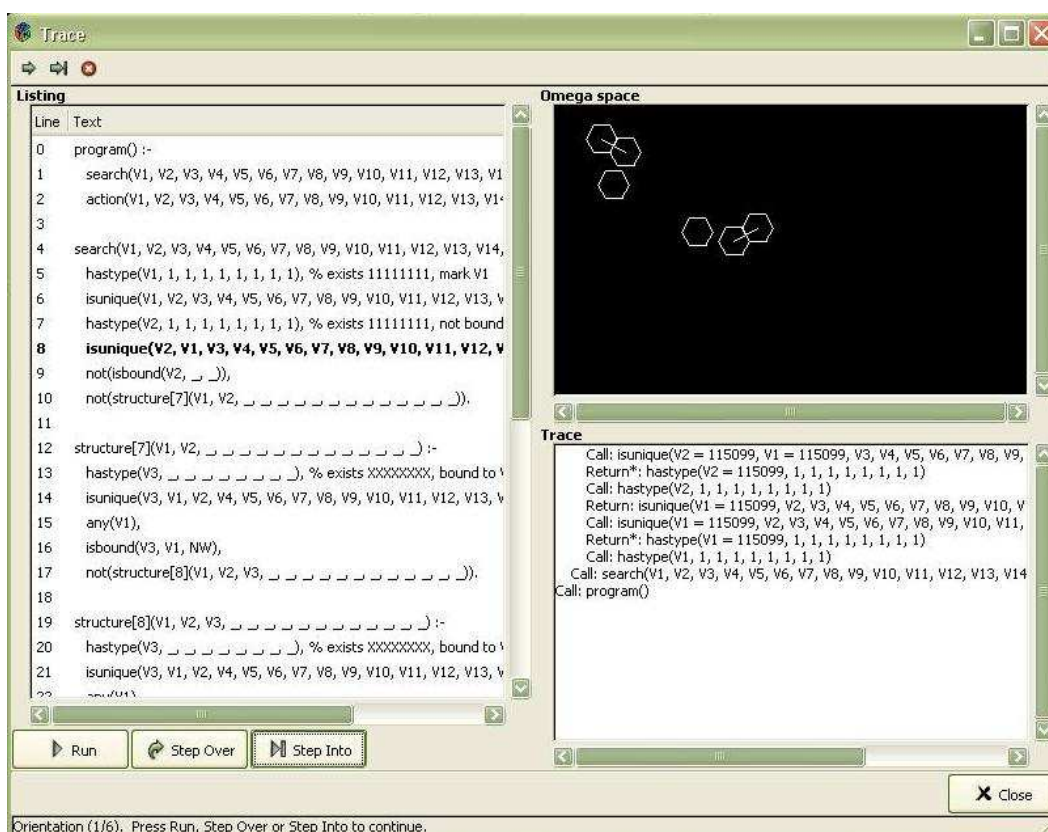 Trace
Listing
Line Text
0 program() :-
1 search(V1, V2, V3, V4, V5, V6, V7, V8, V9, V10, V11, V12, V13, V1
2 action(V1, V2, V3, V4, V5, V6, V7, V8, V9, V10, V11, V12, V13, V14
3
4 search(V1, V2, V3, V4, V5, V6, V7, V8, V9, V10, V11, V12, V13, V14,
5 hastype(V1, 1, 1, 1, 1, 1, 1, 1, 1), % exists 11111111, mark V1
6 isunique(V1, V2, V3, V4, V5, V6, V7, V8, V9, V10, V11, V12, V13, V
7 hastype(V2, 1, 1, 1, 1, 1, 1, 1, 1), % exists 11111111, not bound
8 isunique(V2, V1, V3, V4, V5, V6, V7, V8, V9, V10, V11, V12, V
9 not(isbound(V2, _, _)),
10 not(structure[7](V1, V2, _, _, _, _, _, _, _, _, _, _, _, _)).
11
12 structure[7](V1, V2, _, _, _, _, _, _, _, _, _, _, _, _) :-
13 hastype(V3, _, _, _, _, _, _, _, _), % exists XXXXXXXX, bound to V
14 isunique(V3, V1, V2, V4, V5, V6, V7, V8, V9, V10, V11, V12, V13, V
15 any(V1),
16 isbound(V3, V1, NW),
17 not(structure[8](V1, V2, V3, _, _, _, _, _, _, _, _, _, _, _)).
18
19 structure[8](V1, V2, V3, _, _, _, _, _, _, _, _, _, _, _) :-
20 hastype(V3, _, _, _, _, _, _, _, _), % exists XXXXXXXX, bound to V
21 isunique(V3, V1, V2, V4, V5, V6, V7, V8, V9, V10, V11, V12, V13, V
22 any(V1)
Run Step Over Step Into
Omega space
Trace
Call: isunique(V2 = 115099, V1 = 115099, V3, V4, V5, V6, V7, V8, V9,
Return*: hastype(V2 = 115099, 1, 1, 1, 1, 1, 1, 1, 1)
Call: hastype(V2, 1, 1, 1, 1, 1, 1, 1, 1)
Return: isunique(V1 = 115099, V2, V3, V4, V5, V6, V7, V8, V9, V10, V
Call: isunique(V1 = 115099, V2, V3, V4, V5, V6, V7, V8, V9, V10, V11,
Return*: hastype(V1 = 115099, 1, 1, 1, 1, 1, 1, 1, 1)
Call: hastype(V1, 1, 1, 1, 1, 1, 1, 1, 1)
Call: search(V1, V2, V3, V4, V5, V6, V7, V8, V9, V10, V11, V12, V13, V14
Call: program()
Close
Orientation (1/6). Press Run, Step Over or Step Into to continue.